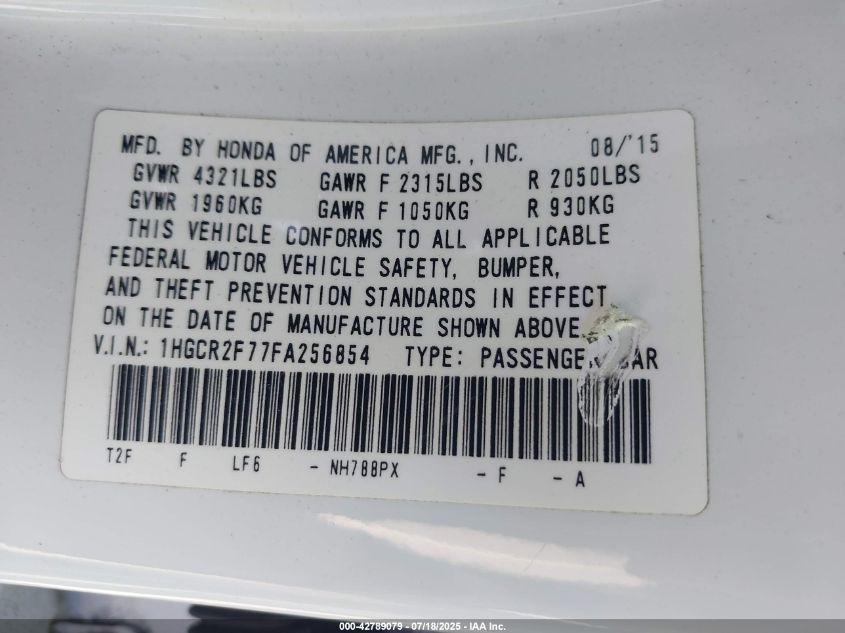 MFD. BY HONDA OF AMERICA MFG., INC. 08/'15
GVWR 4321LBS GAWR F 2315LBS R 2050LBS
GVWR 1960KG GAWR F 1050KG R 930KG
THIS VEHICLE CONFORMS TO ALL APPLICABLE
FEDERAL MOTOR VEHICLE SAFETY, BUMPER,
AND THEFT PREVENTION STANDARDS IN EFFECT
ON THE DATE OF MANUFACTURE SHOWN ABOVE.
V.I.N.: 1HGCR2F77FA256854 TYPE: PASSENGER CAR
T2F F LF6 - NH788PX - F - A
000-42789079 - 07/18/2025 - IAA Inc.